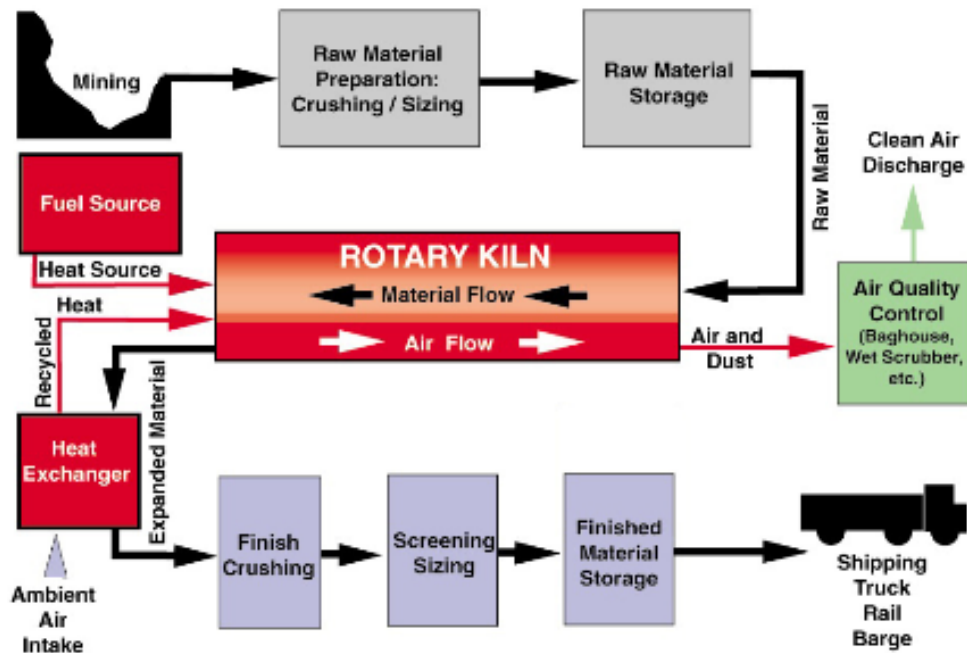 Mining
Raw Material
Preparation:
Crushing / Sizing
Raw Material
Storage
Raw Material
Clean Air
Discharge
Fuel Source
Heat Source
Heat
Recycled
ROTARY KILN
Material Flow
Air Flow
Air and
Dust
Air Quality
Control
(Baghouse,
Wet Scrubber,
etc.)
Heat
Exchanger
Expanded Material
Ambient
Air
Intake
Finish
Crushing
Screening
Sizing
Finished
Material
Storage
Shipping
Truck
Rail
Barge